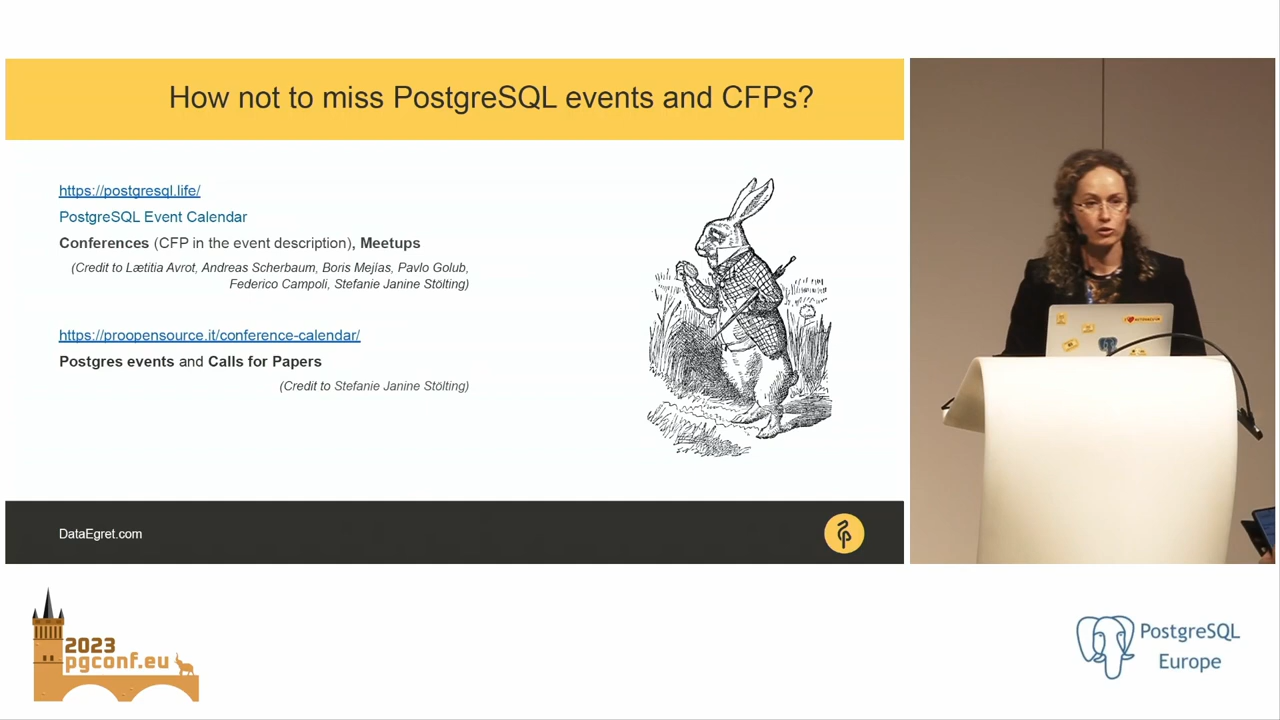 How not to miss PostgreSQL events and CFPs?
https://postgresql.life/
PostgreSQL Event Calendar
Conferences (CFP in the event description), Meetups
(Credit to Lætitia Avrot, Andreas Scherbaum, Boris Mejías, Pavlo Golub,
Federico Campoli, Stefanie Janine Stölting)
https://proopensource.it/conference-calendar/
Postgres events and Calls for Papers
(Credit to Stefanie Janine Stölting)
DataEgret.com
2023
pgconf.eu
PostgreSQL
Europe